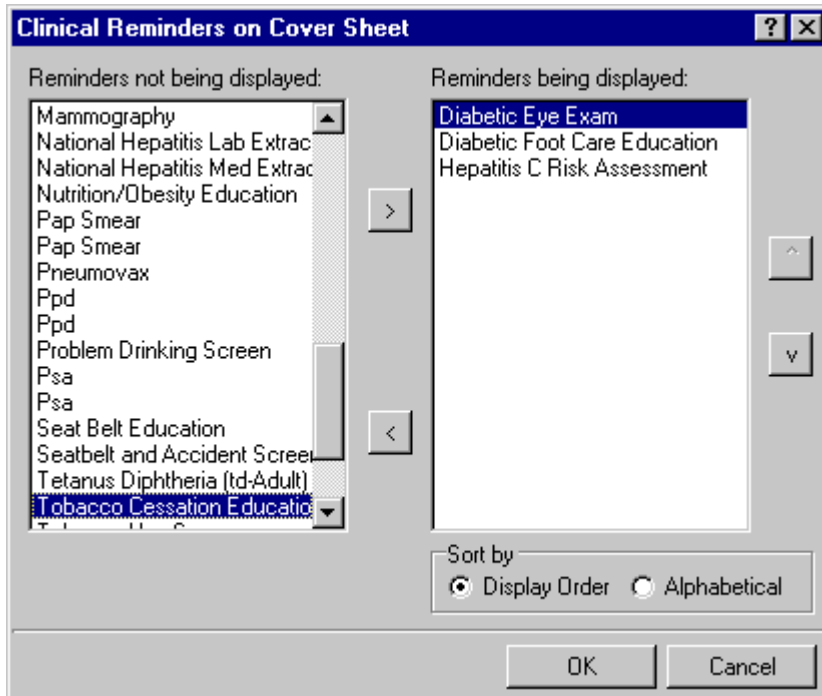 Clinical Reminders on Cover Sheet
? X
Reminders not being displayed:
Mammography
National Hepatitis Lab Extrac
National Hepatitis Med Extrac
Nutrition/Obesity Education
Pap Smear
Pap Smear
Pneumovax
Ppd
Ppd
Problem Drinking Screen
Psa
Psa
Seat Belt Education
Seatbelt and Accident Screen
Tetanus Diphtheria (td-Adult)
Tobacco Cessation Educatio
>
<
Reminders being displayed:
Diabetic Eye Exam
Diabetic Foot Care Education
Hepatitis C Risk Assessment
^
v
Sort by
Display Order
Alphabetical
OK
Cancel